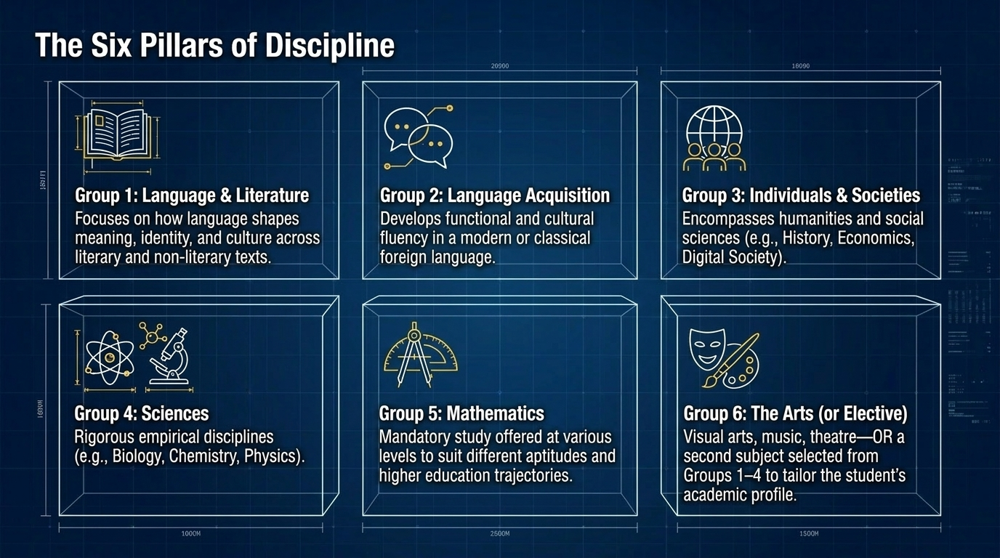 The Six Pillars of Discipline
20900
18090
Group 1: Language & Literature
Focuses on how language shapes
meaning, identity, and culture across
literary and non-literary texts.
Group 2: Language Acquisition
Develops functional and cultural
fluency in a modern or classical
foreign language.
Group 3: Individuals & Societies
Encompasses humanities and social
sciences (e.g., History, Economics,
Digital Society).
Group 4: Sciences
Rigorous empirical disciplines
(e.g., Biology, Chemistry, Physics).
Group 5: Mathematics
Mandatory study offered at various
levels to suit different aptitudes and
higher education trajectories.
Group 6: The Arts (or Elective)
Visual arts, music, theatre—OR a
second subject selected from
Groups 1–4 to tailor the student's
academic profile.
1000M
2500M
1500M